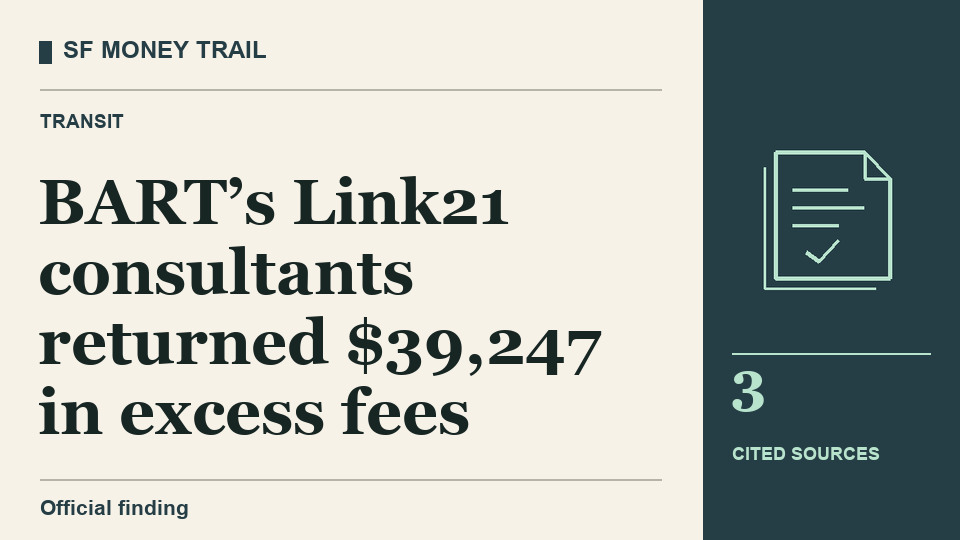 SF MONEY TRAIL
TRANSIT
BART’s Link21
consultants
returned $39,247
in excess fees
Official finding
3
CITED SOURCES